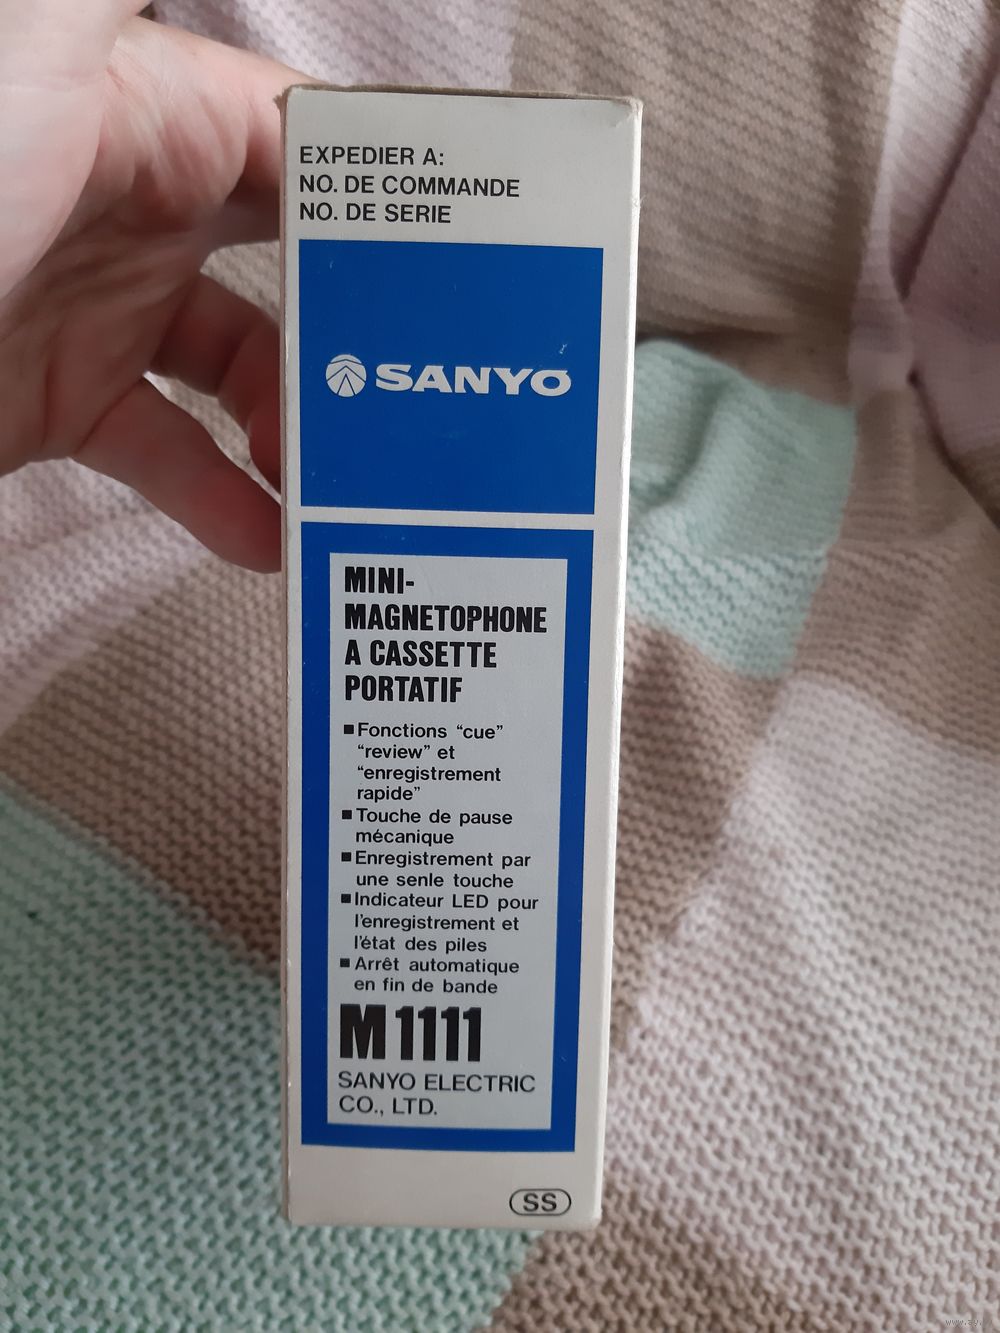 EXPEDIER A:
NO. DE COMMANDE
NO. DE SERIE
SANYO
MINI-
MAGNETOPHONE
A CASSETTE
PORTATIF
■ Fonctions “cue”
“review” et
“enregistrement
rapide”
■ Touche de pause
mécanique
■ Enregistrement par
une senle touche
■ Indicateur LED pour
l'enregistrement et
l'état des piles
■ Arrêt automatique
en fin de bande
M 1111
SANYO ELECTRIC
CO., LTD.
SS